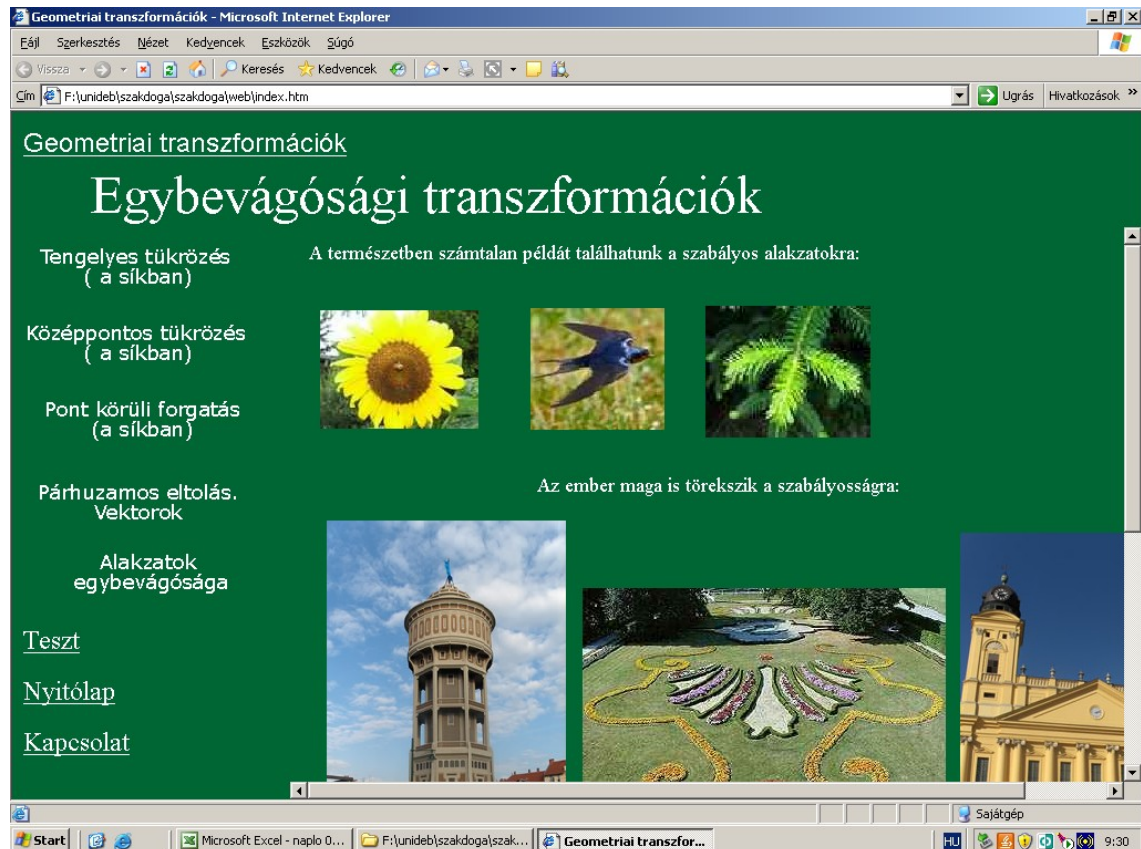 Geometriai transzformációk - Microsoft Internet Explorer
Fájl Szerkesztés Nézet Kedvencek Eszközök Súgó
Vissza Keresés Kedvencek
Cím F:\unideb\szakdoga\szakdoga\web\index.htm Ugrás Hivatkozások »
Geometriai transzformációk
Egybevágósági transzformációk
Tengelyes tükrözés
( a síkban)
Középpontos tükrözés
( a síkban)
Pont körüli forgatás
(a síkban)
Párhuzamos eltolás.
Vektorok
Alakzatok
egybevágósága
Teszt
Nyitólap
Kapcsolat
A természetben számtalan példát találhatunk a szabályos alakzatokra:
Az ember maga is törekszik a szabályosságra:
Sajátgép
Start Microsoft Excel - naplo 0... F:\unideb\szakdoga\szak... Geometriai transzfor... HU 9:30